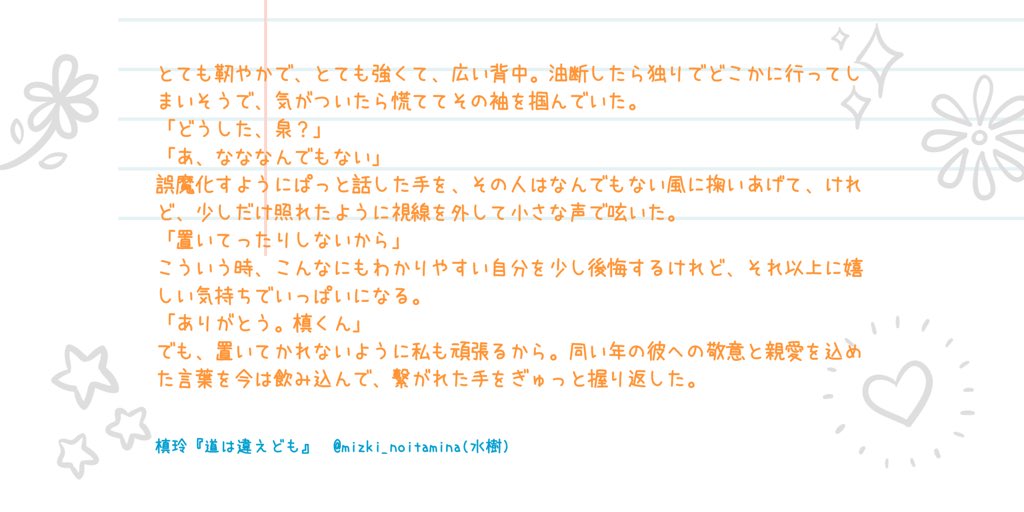 とても靭やかで、とても強くて、広い背中。油断したら独りでどこかに行ってし
まいそうで、気がついたら慌ててその袖を掴んでいた。
「どうした、泉？」
「あ、なななんでもない」
誤魔化すようにぱっと話した手を、その人はなんでもない風に掬いあげて、けれ
ど、少しだけ照れたように視線を外して小さな声で呟いた。
「置いてったりしないから」
こういう時、こんなにもわかりやすい自分を少し後悔するけれど、それ以上に嬉
しい気持ちでいっぱいになる。
「ありがとう。槙くん」
でも、置いてかれないように私も頑張るから。同い年の彼への敬意と親愛を込め
た言葉を今は飲み込んで、繋がれた手をぎゅっと握り返した。
槙玲『道は違えども』　@mizki_noitamina(水樹)